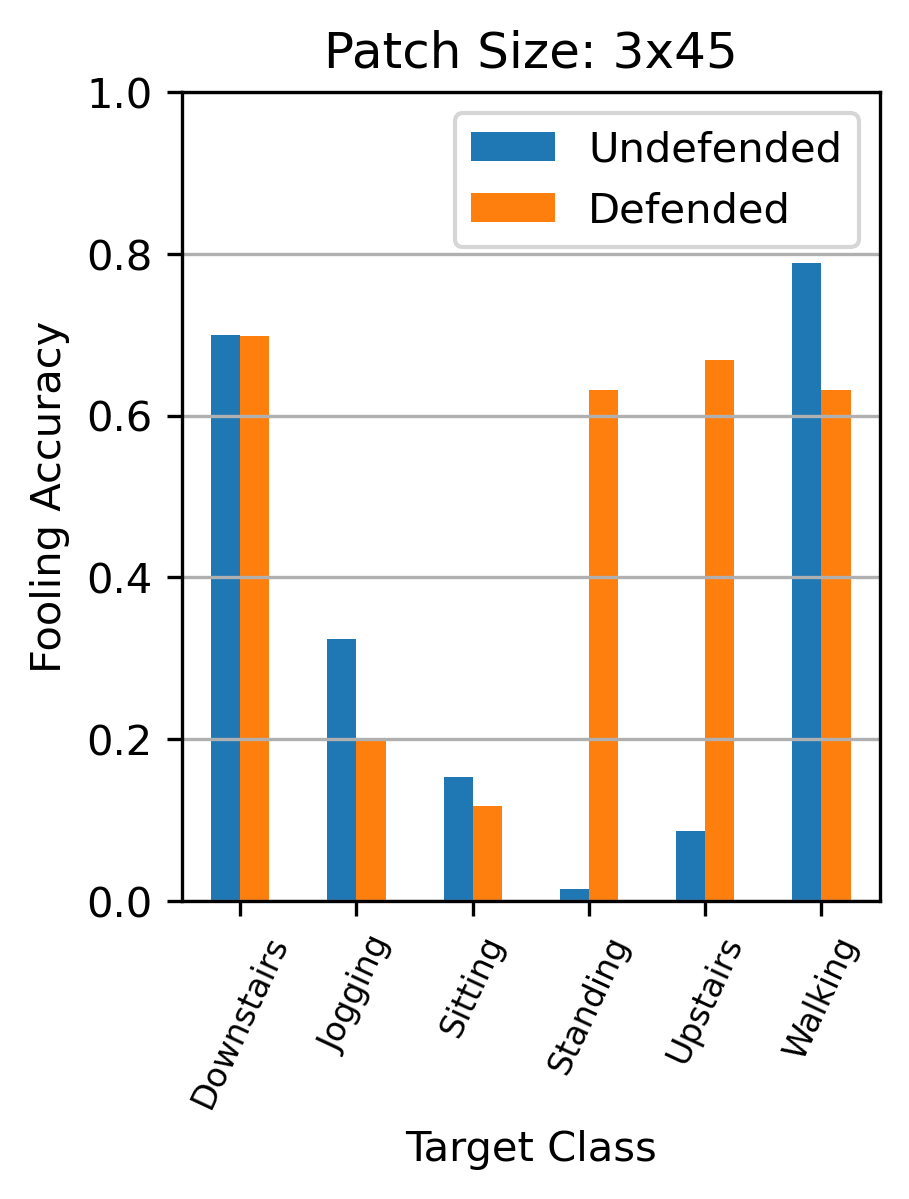 Patch Size: 3x45
Undefended
Defended
1.0
0.8
0.6
0.4
0.2
0.0
Fooling Accuracy
Downstairs
Jogging
Sitting
Standing
Upstairs
Walking
Target Class